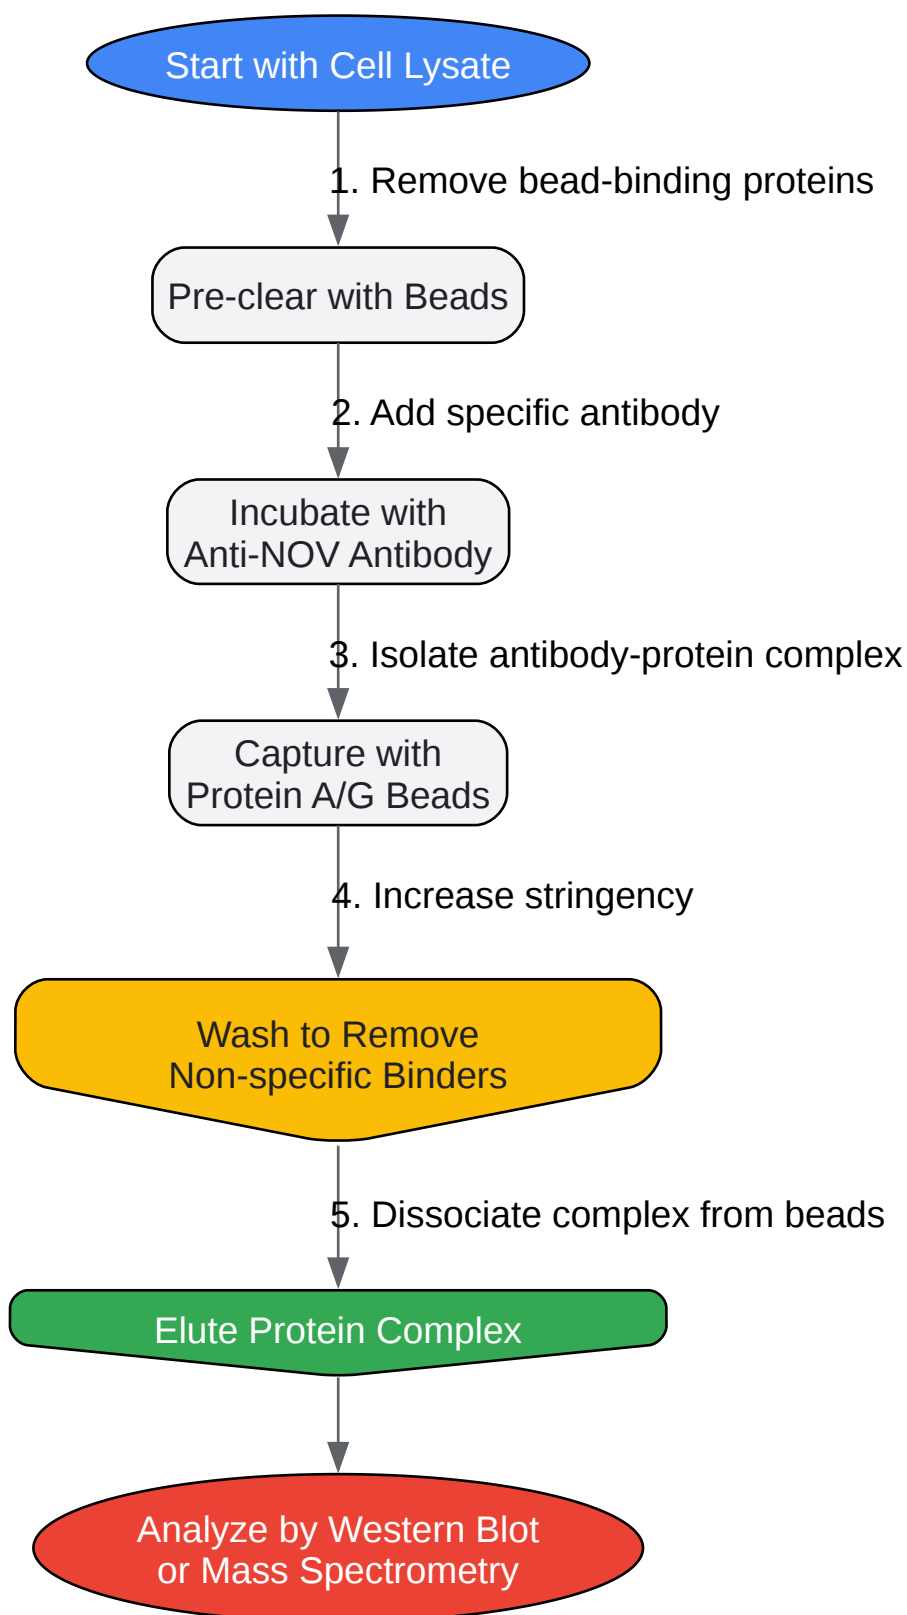 Start with Cell Lysate
1. Remove bead-binding proteins
Pre-clear with Beads
2. Add specific antibody
Incubate with
Anti-NOV Antibody
3. Isolate antibody-protein complex
Capture with
Protein A/G Beads
4. Increase stringency
Wash to Remove
Non-specific Binders
5. Dissociate complex from beads
Elute Protein Complex
Analyze by Western Blot
or Mass Spectrometry